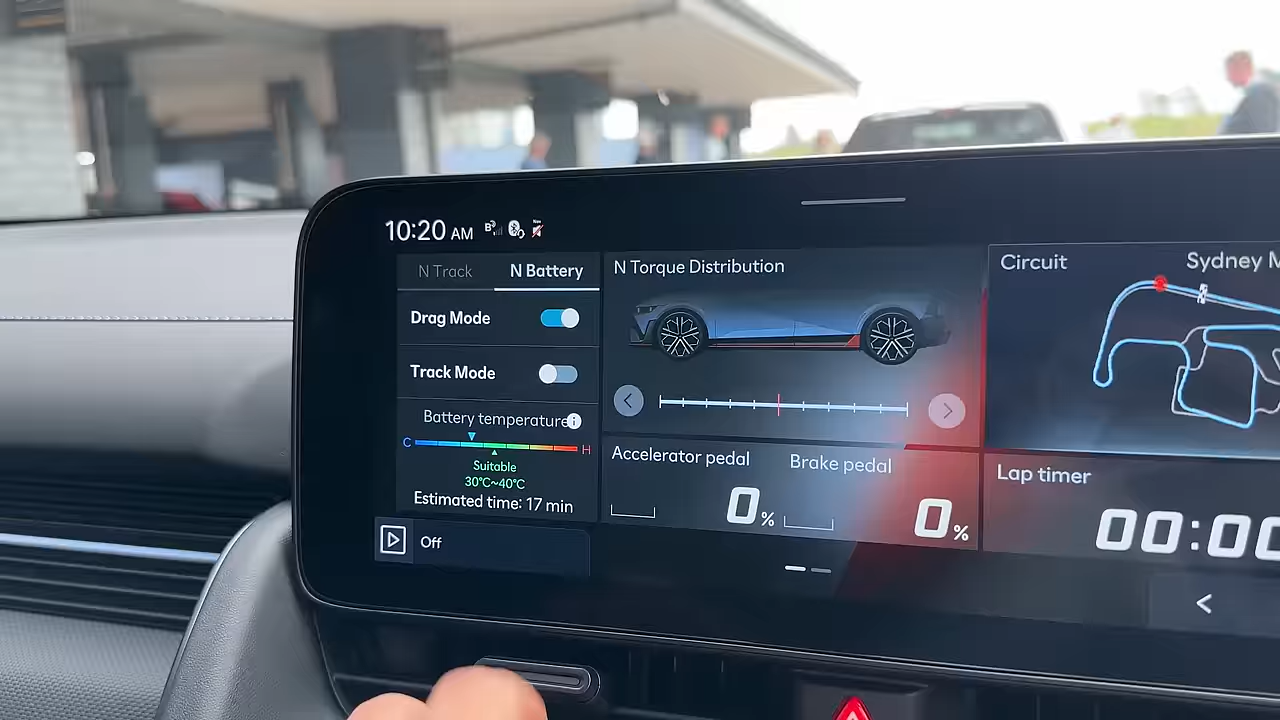 10:20 AM
N Track
N Battery
Drag Mode
Track Mode
Battery temperature
C
H
Suitable
30°C~40°C
Estimated time: 17 min
Off
N Torque Distribution
Accelerator pedal
0%
Brake pedal
0%
Circuit
Sydney M
Lap timer
00:00
<